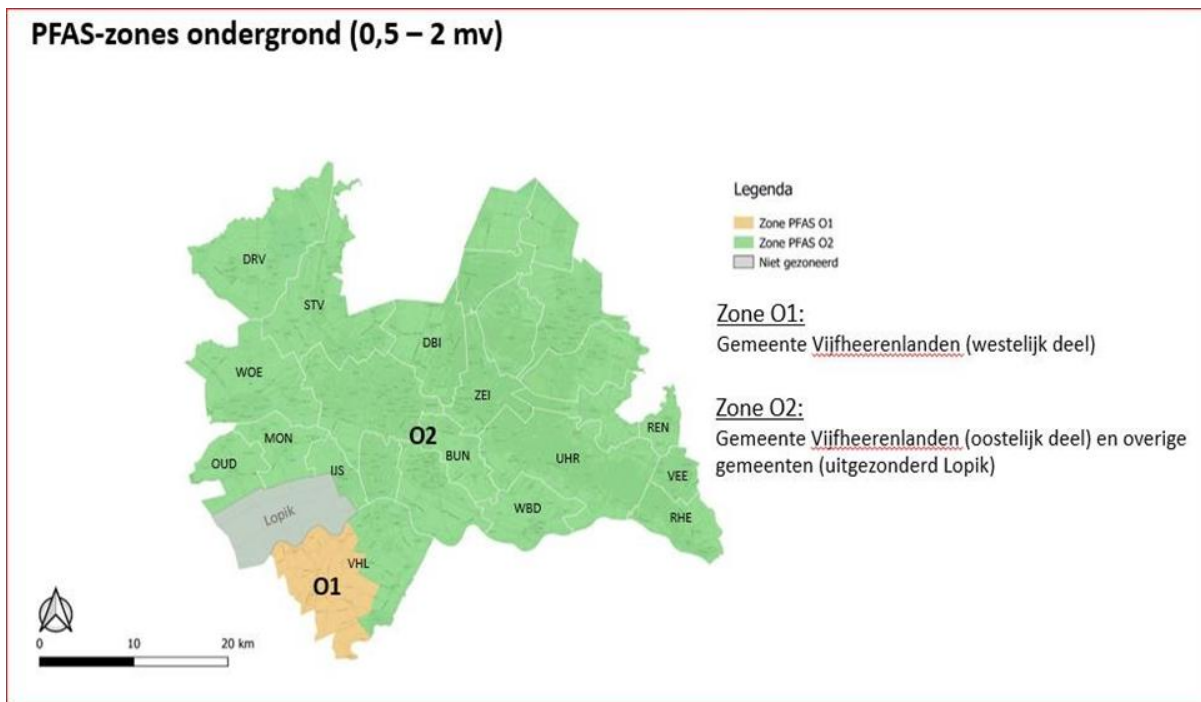 PFAS-zones ondergrond (0,5 – 2 mv)
Legenda
Zone PFAS O1
Zone PFAS O2
Niet gezoneerd
Zone O1:
Gemeente Vijfheerenlanden (westelijk deel)
Zone O2:
Gemeente Vijfheerenlanden (oostelijk deel) en overige
gemeenten (uitgezonderd Lopik)
DRV
STV
DBI
WOE
ZEI
REN
MON
O2
OUD
IJS
BUN
UHR
VEE
WBD
RHE
Lopik
VHL
O1
0
10
20 km